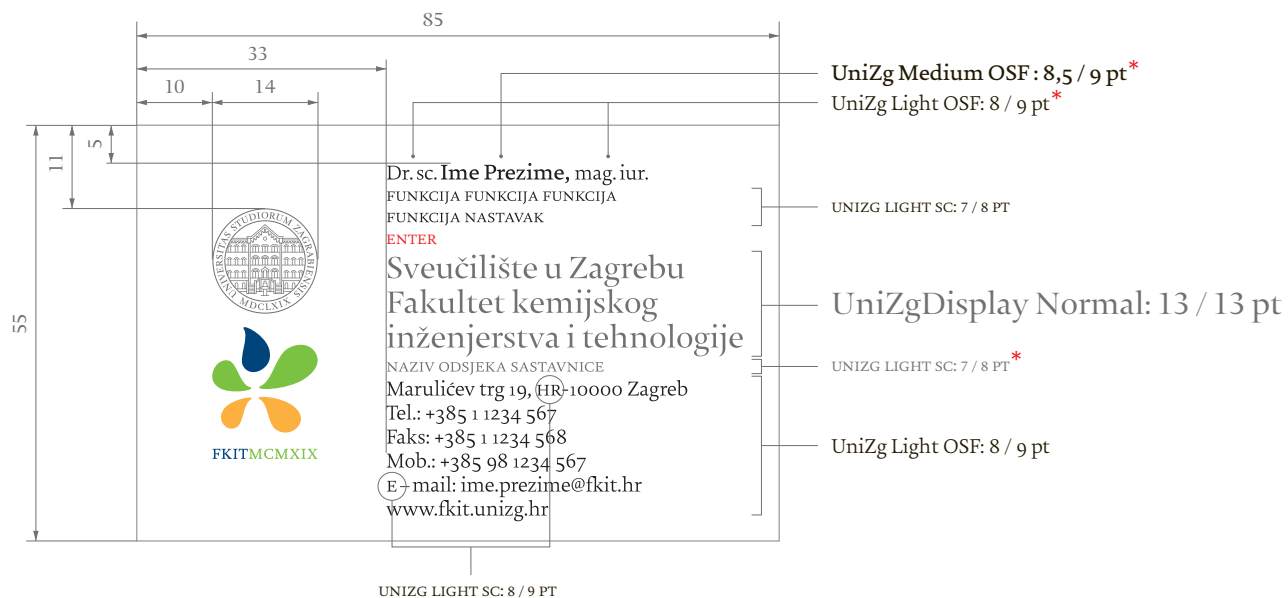 85
33
10
14
11
5
55
UniZg Medium OSF : 8,5 / 9 pt*
UniZg Light OSF: 8 / 9 pt*
Dr. sc. Ime Prezime, mag. iur.
FUNKCIJA FUNKCIJA FUNKCIJA
FUNKCIJA NASTAVAK
UNIZG LIGHT SC: 7 / 8 PT
ENTER
UNIVERSITAS STUDIORUM ZAGRABIENSIS
MDCLXIX
Sveučilište u Zagrebu
Fakultet kemijskog
inženjerstva i tehnologije
UniZgDisplay Normal: 13 / 13 pt
NAZIV ODSJEKA SASTAVNICE
UNIZG LIGHT SC: 7 / 8 PT*
Marulićev trg 19, HR-10000 Zagreb
Tel.: +385 1 1234 567
Faks: +385 1 1234 568
Mob.: +385 98 1234 567
E-mail: ime.prezime@fkit.hr
www.fkit.unizg.hr
UniZg Light OSF: 8 / 9 pt
FKITMCMXIX
UNIZG LIGHT SC: 8 / 9 PT